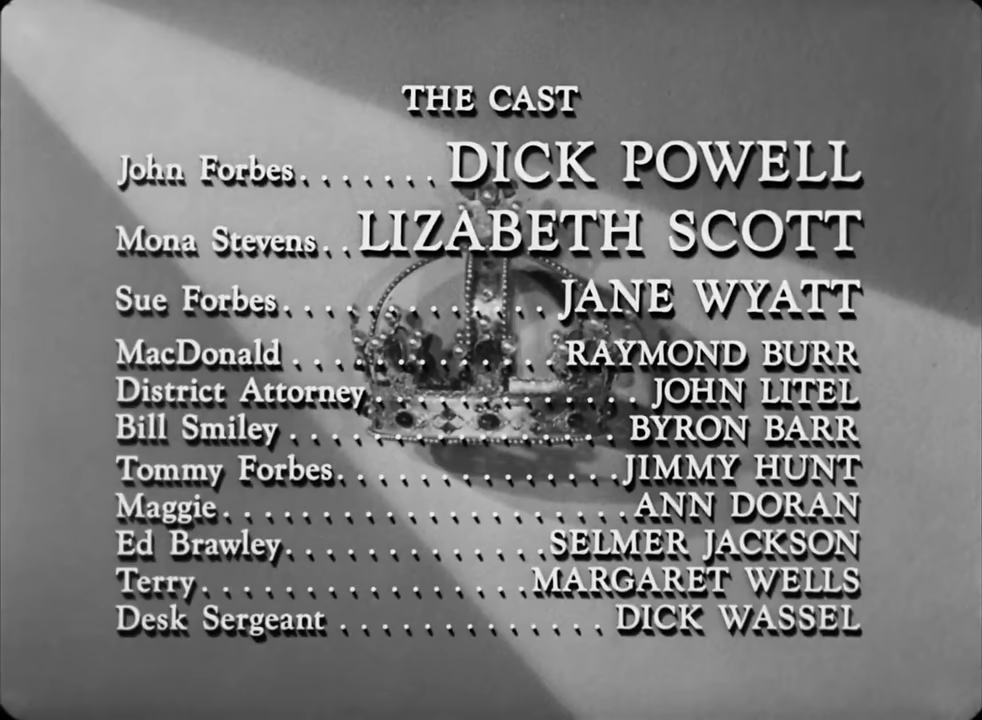 THE CAST
John Forbes.......DICK POWELL
Mona Stevens..LIZABETH SCOTT
Sue Forbes..........JANE WYATT
MacDonald..........RAYMOND BURR
District Attorney..............JOHN LITEL
Bill Smiley.............BYRON BARR
Tommy Forbes..............JIMMY HUNT
Maggie....................ANN DORAN
Ed Brawley.............SELMER JACKSON
Terry................MARGARET WELLS
Desk Sergeant.............DICK WASSEL